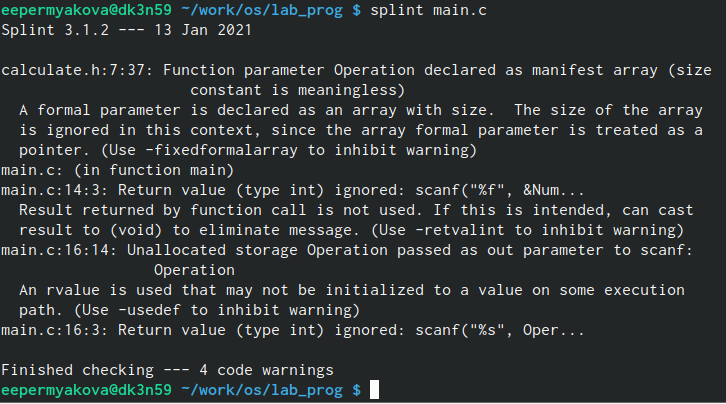 eepermyakova@dk3n59 ~/work/os/lab_prog $ splint main.c
Splint 3.1.2 --- 13 Jan 2021
calculate.h:7:37: Function parameter Operation declared as manifest array (size
constant is meaningless)
A formal parameter is declared as an array with size.  The size of the array
is ignored in this context, since the array formal parameter is treated as a
pointer. (Use -fixedformalarray to inhibit warning)
main.c: (in function main)
main.c:14:3: Return value (type int) ignored: scanf("%f", &Num...
Result returned by function call is not used. If this is intended, can cast
result to (void) to eliminate message. (Use -retvalint to inhibit warning)
main.c:16:14: Unallocated storage Operation passed as out parameter to scanf:
Operation
An rvalue is used that may not be initialized to a value on some execution
path. (Use -usedef to inhibit warning)
main.c:16:3: Return value (type int) ignored: scanf("%s", Oper...
Finished checking --- 4 code warnings
eepermyakova@dk3n59 ~/work/os/lab_prog $